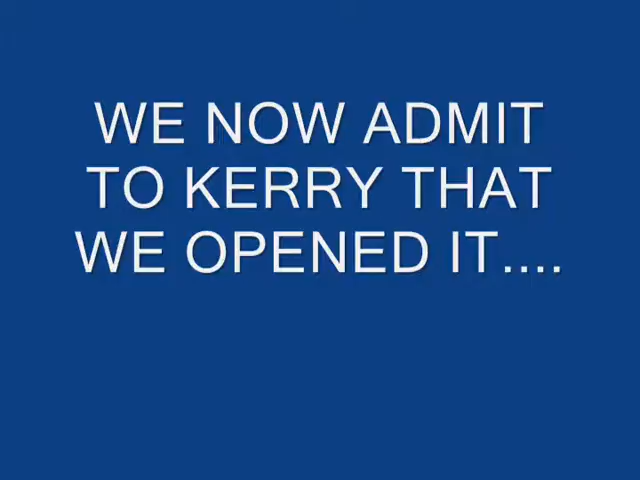 WE NOW ADMIT
TO KERRY THAT
WE OPENED IT....